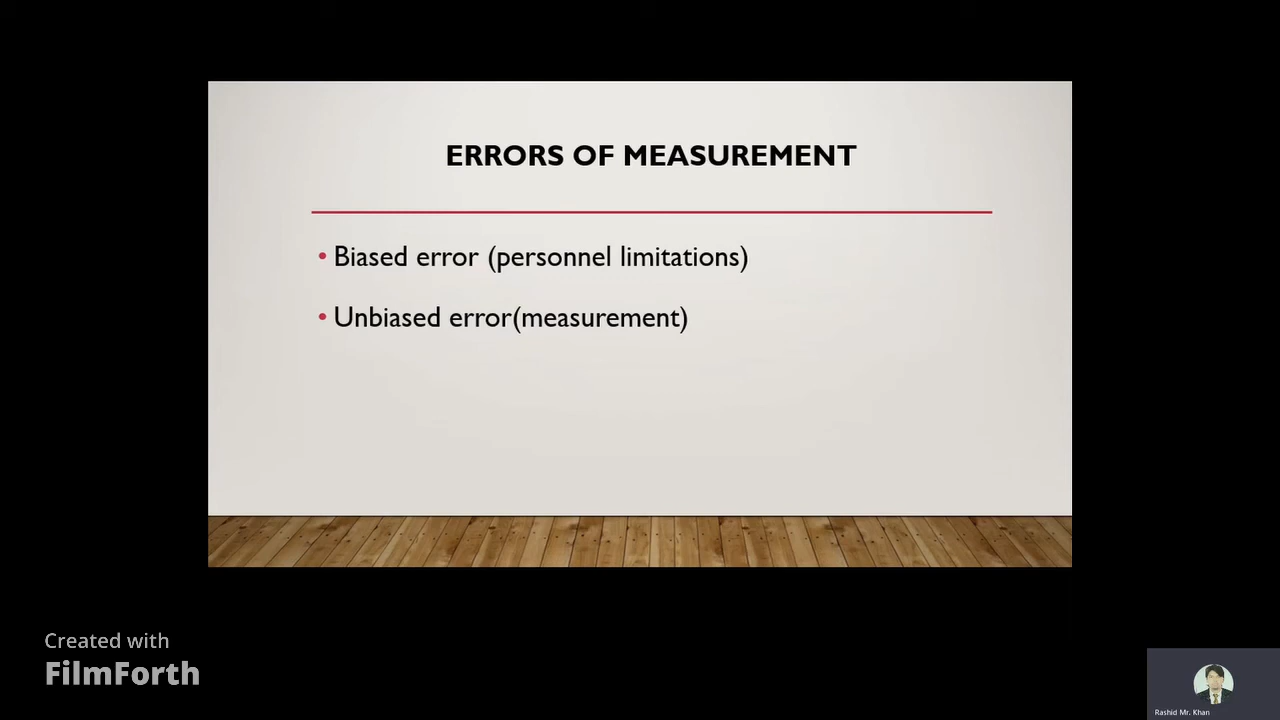 ERRORS OF MEASUREMENT
• Biased error (personnel limitations)
• Unbiased error(measurement)
Created with
FilmForth
Rashid Mr. Khan